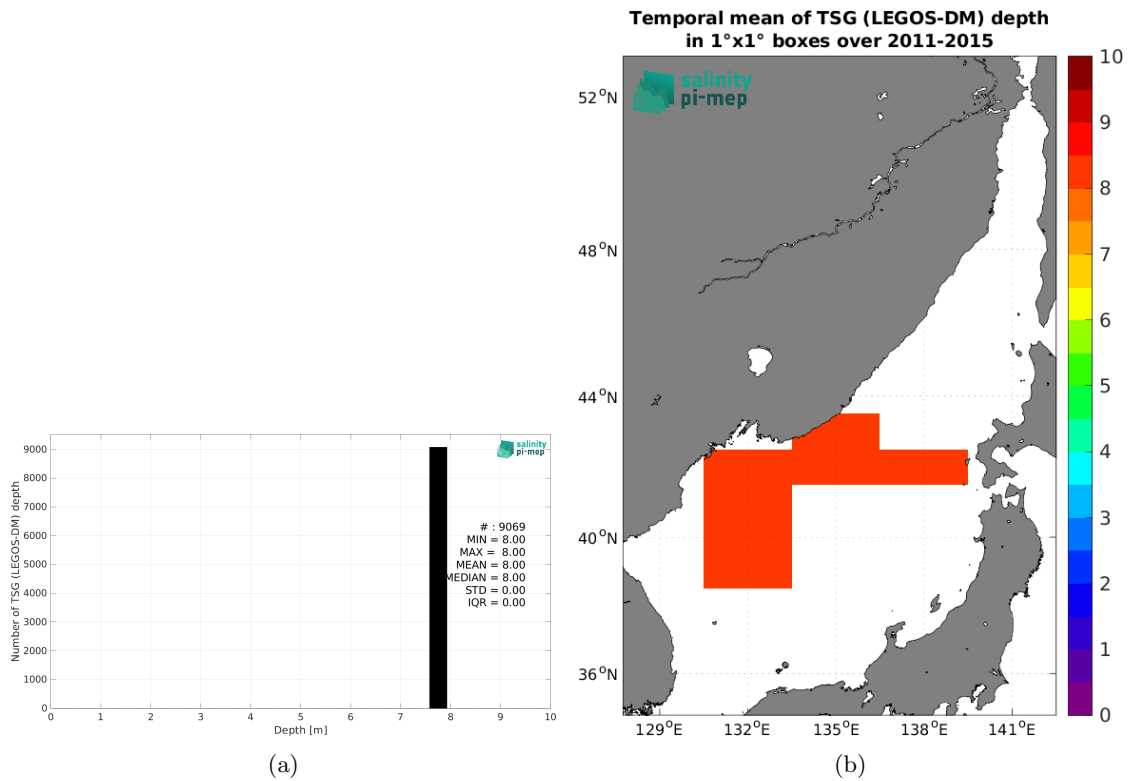 Temporal mean of TSG (LEGOS-DM) depth
in 1°x1° boxes over 2011-2015
salinity
pi-mep
52°N
48°N
44°N
40°N
36°N
129°E
132°E
135°E
138°E
141°E
10
9
8
7
6
5
4
3
2
1
0
(b)
salinity
pi-mep
Number of TSG (LEGOS-DM) depth
9000
8000
7000
6000
5000
4000
3000
2000
1000
0
# : 9069
MIN = 8.00
MAX = 8.00
MEAN = 8.00
MEDIAN = 8.00
STD = 0.00
IQR = 0.00
0 1 2 3 4 5 6 7 8 9 10
Depth [m]
(a)